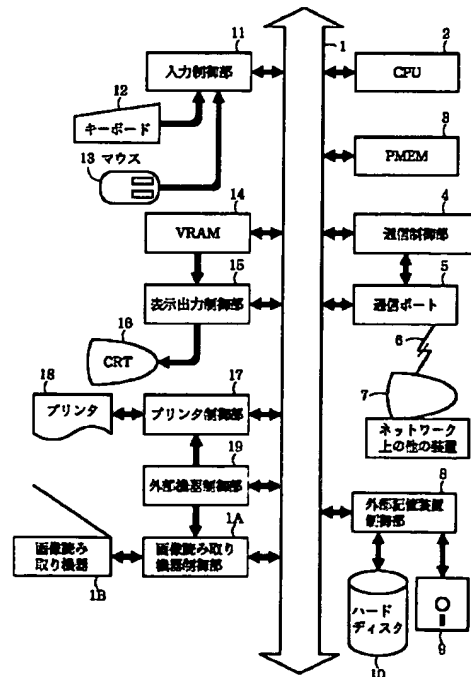 11
入力制御部
12
キーボード
13 マウス
14
VRAM
15
表示出力制御部
16
CRT
18
プリンタ
17
プリンタ制御部
19
外部機器制御部
1A
画像読み
取り機器
1B
画像読み取
り機器制御部
1
2
CPU
3
PMEM
4
通信制御部
5
通信ポート
6
7
ネットワーク
上の他の装置
8
外部記憶装置
制御部
ハード
ディスク
10
9